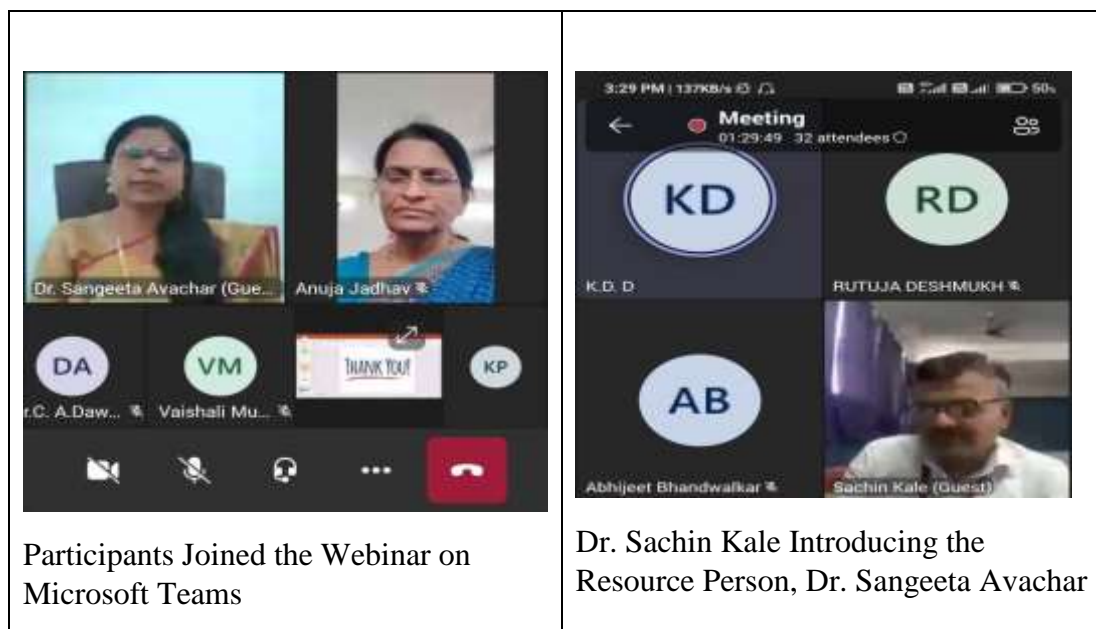 Dr. Sangeeta Avachar (Gue...
Anuja Jadhav
DA
VM
THANK YOU!
KP
r.C. A.Daw...
Vaishali Mu...
Participants Joined the Webinar on
Microsoft Teams
3:29 PM | 137KB/s
50%
Meeting
01:29:49 32 attendees
KD
RD
K.D. D
RUTUJA DESHMUKH
AB
Abhijeet Bhandwalkar
Sachin Kale (Guest)
Dr. Sachin Kale Introducing the
Resource Person, Dr. Sangeeta Avachar